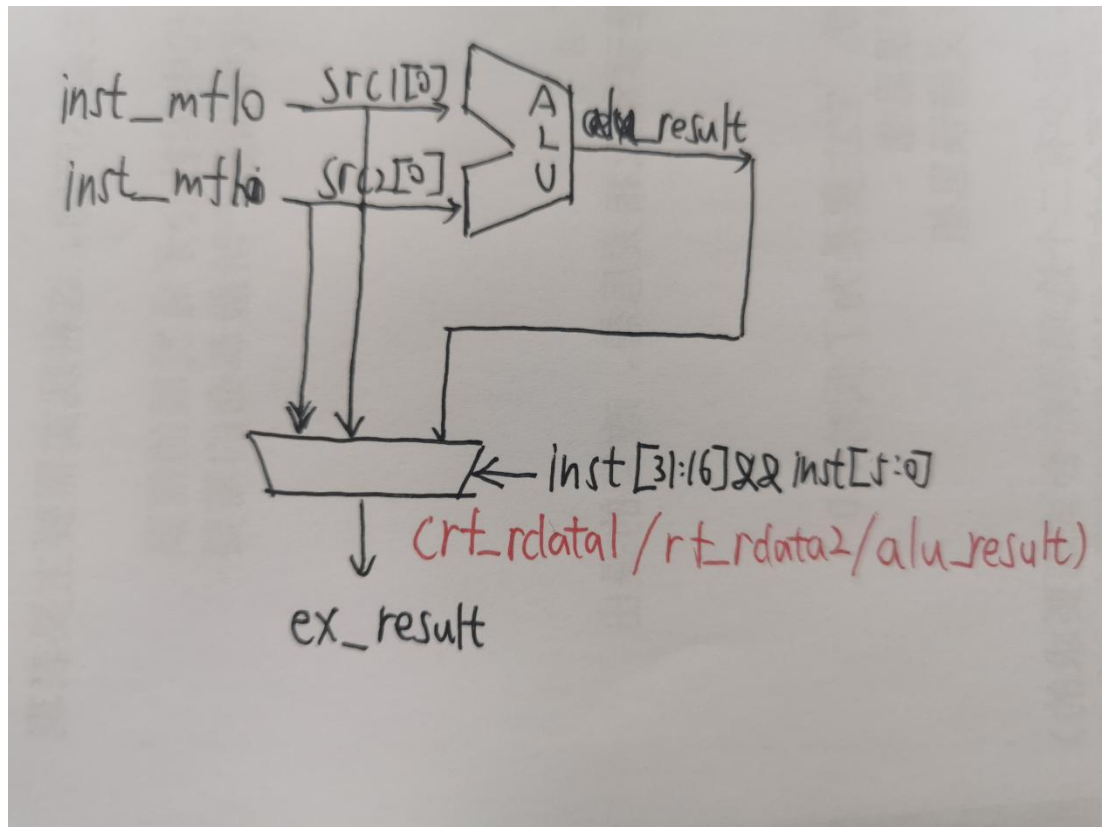 inst_mflo src1[0]
inst_mfhi src2[0]
ALU
alu_result
inst[31:16]&&inst[5:0]
(rt_rdata1/rt_rdata2/alu_result)
ex_result